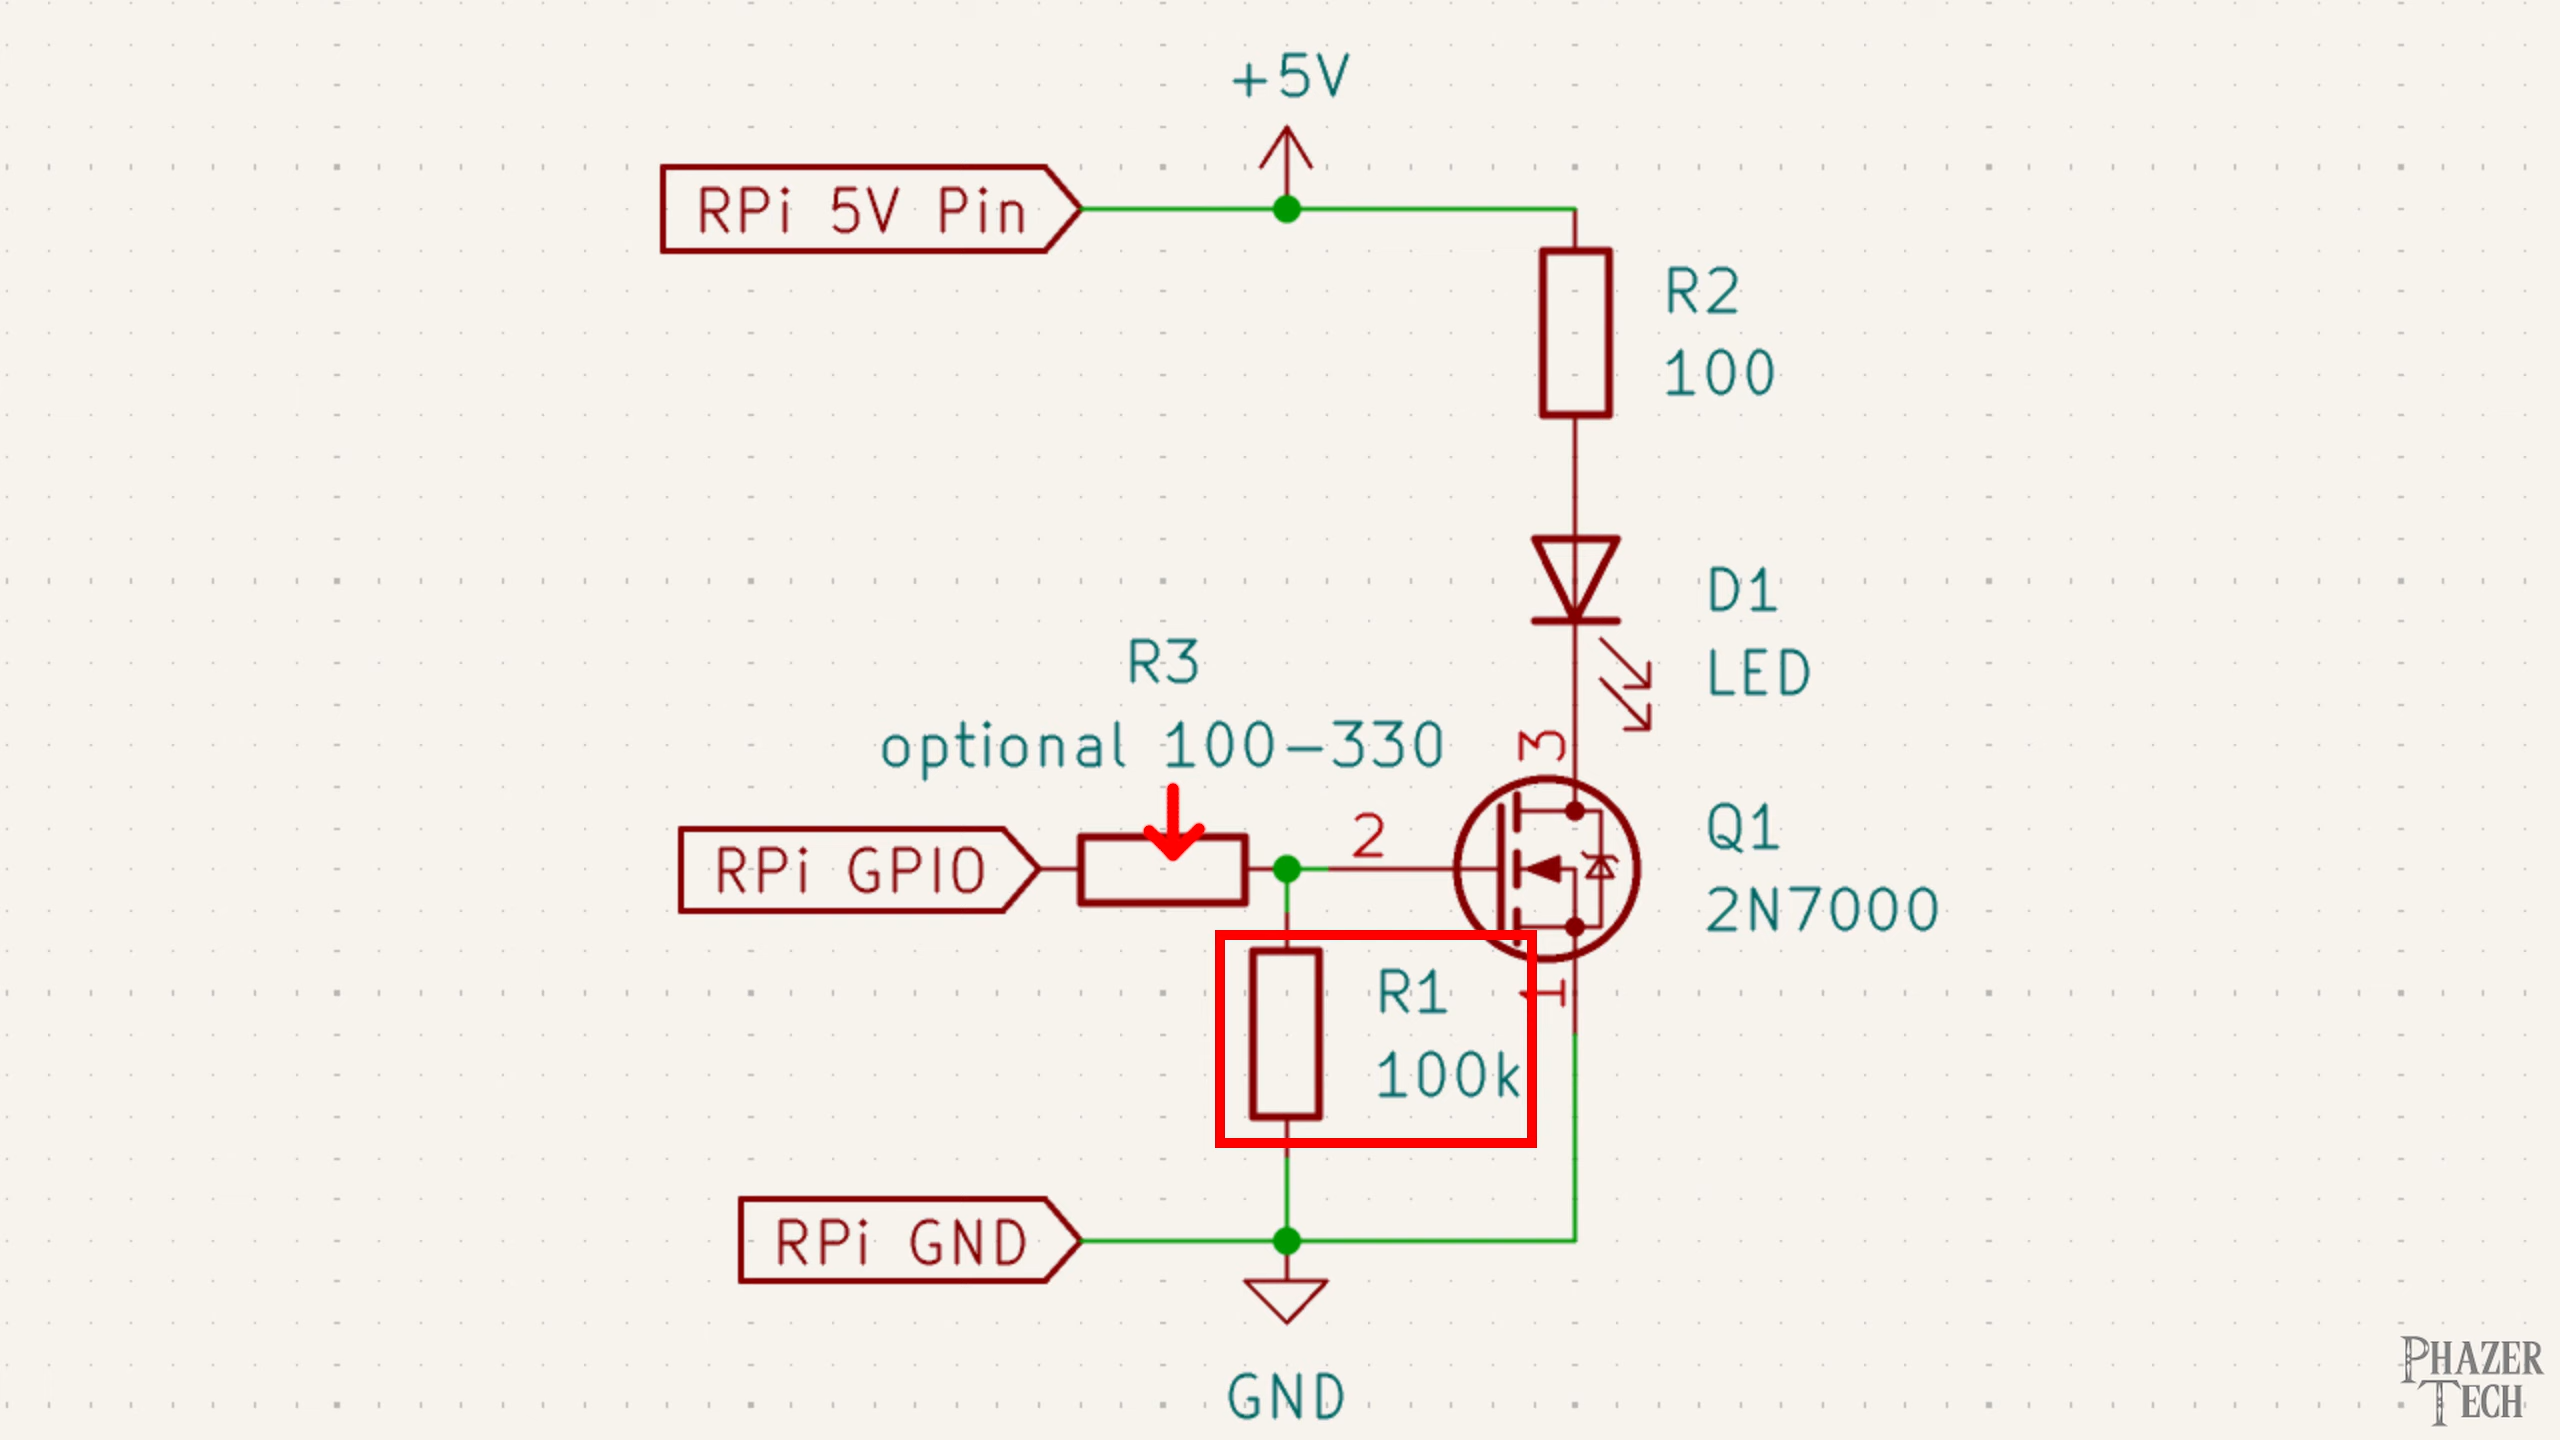 +5V
RPi 5V Pin
R2
100
D1
LED
R3
optional 100-330
3
RPi GPIO
2
Q1
2N7000
R1
100k
1
RPi GND
GND
PHAZER
TECH